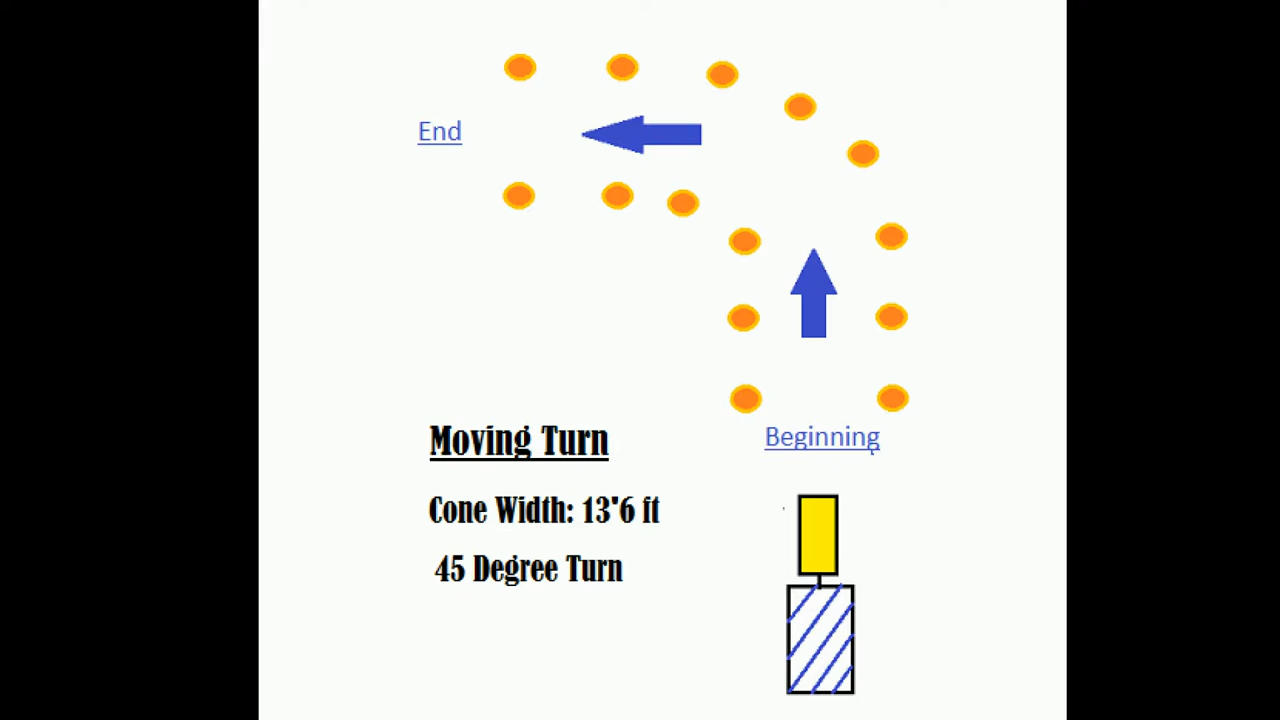 End
Beginning
Moving Turn
Cone Width: 13"6 ft
45 Degree Turn